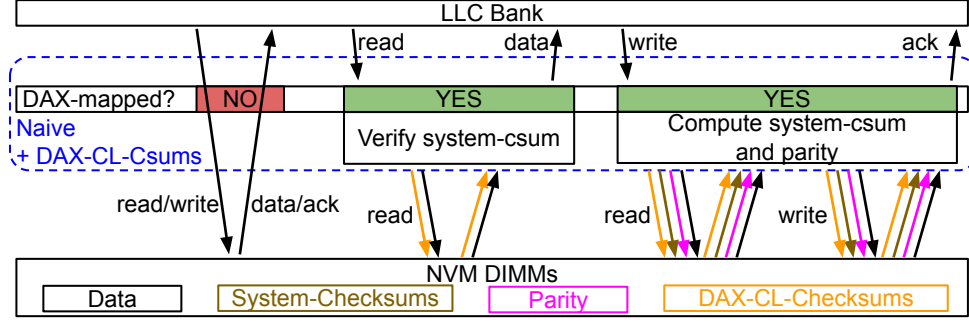 LLC Bank
read
data
write
ack
DAX-mapped?
NO
YES
YES
Naive
+ DAX-CL-Csums
Verify system-csum
Compute system-csum
and parity
read/write
data/ack
read
read
write
NVM DIMMs
Data
System-Checksums
Parity
DAX-CL-Checksums